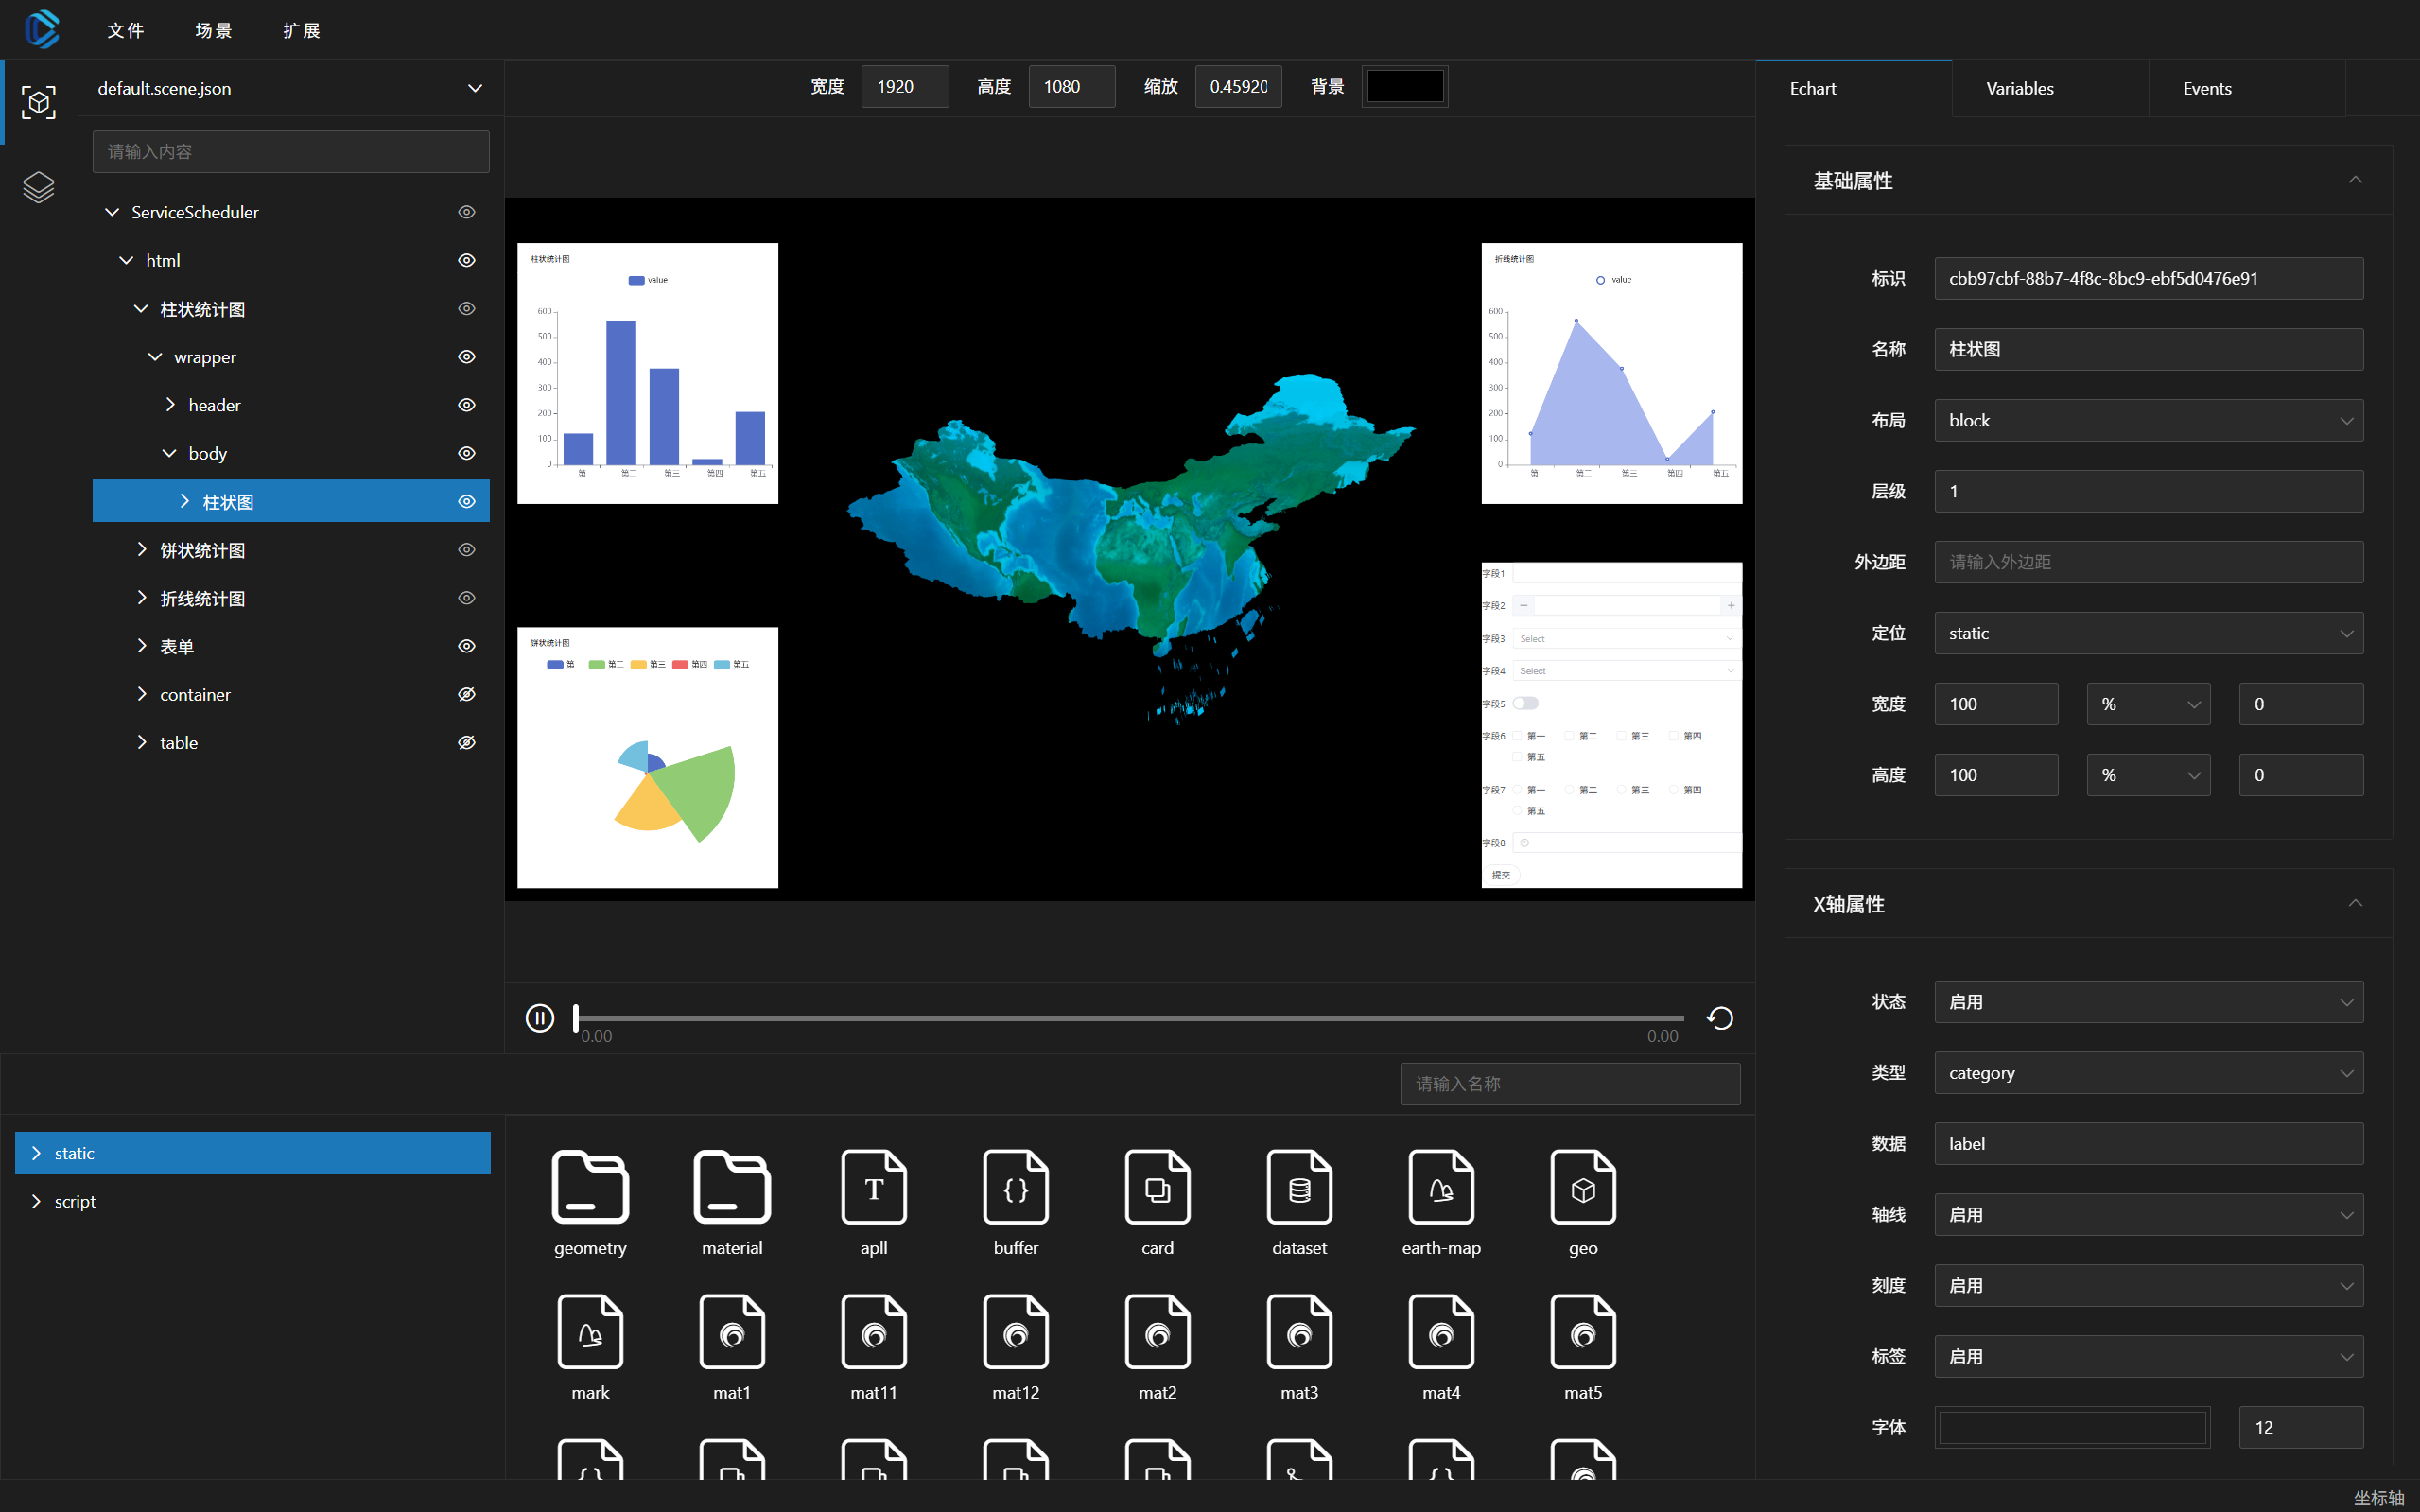 文件 场景 扩展
default.scene.json
请输入内容
ServiceScheduler
html
柱状统计图
wrapper
header
body
柱状图
饼状统计图
折线统计图
表单
container
table
宽度 1920 高度 1080 缩放 0.45920 背景
柱状统计图
value
600
500
400
300
200
100
0
第 第二 第三 第四 第五
折线统计图
value
600
500
400
300
200
100
0
第 第二 第三 第四 第五
饼状统计图
第 第二 第三 第四 第五
字段1
字段2
字段3 Select
字段4 Select
字段5
字段6 第一 第二 第三 第四
第五
字段7 第一 第二 第三 第四
第五
字段8
提交
0.00 0.00
请输入名称
static
script
geometry material apll buffer card dataset earth-map geo
mark mat1 mat11 mat12 mat2 mat3 mat4 mat5
Echart Variables Events
基础属性
标识 cbb97cbf-88b7-4f8c-8bc9-ebf5d0476e91
名称 柱状图
布局 block
层级 1
外边距 请输入外边距
定位 static
宽度 100 % 0
高度 100 % 0
X轴属性
状态 启用
类型 category
数据 label
轴线 启用
刻度 启用
标签 启用
字体 12
坐标轴